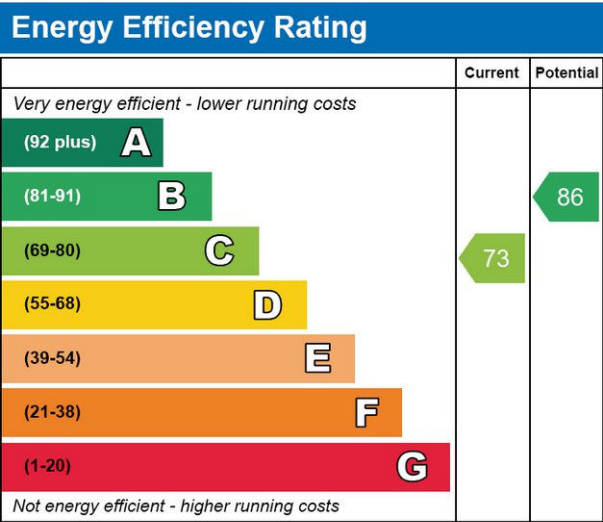 Energy Efficiency Rating
Current Potential
Very energy efficient - lower running costs
(92 plus) A
(81-91) B
86
(69-80) C
73
(55-68) D
(39-54) E
(21-38) F
(1-20) G
Not energy efficient - higher running costs